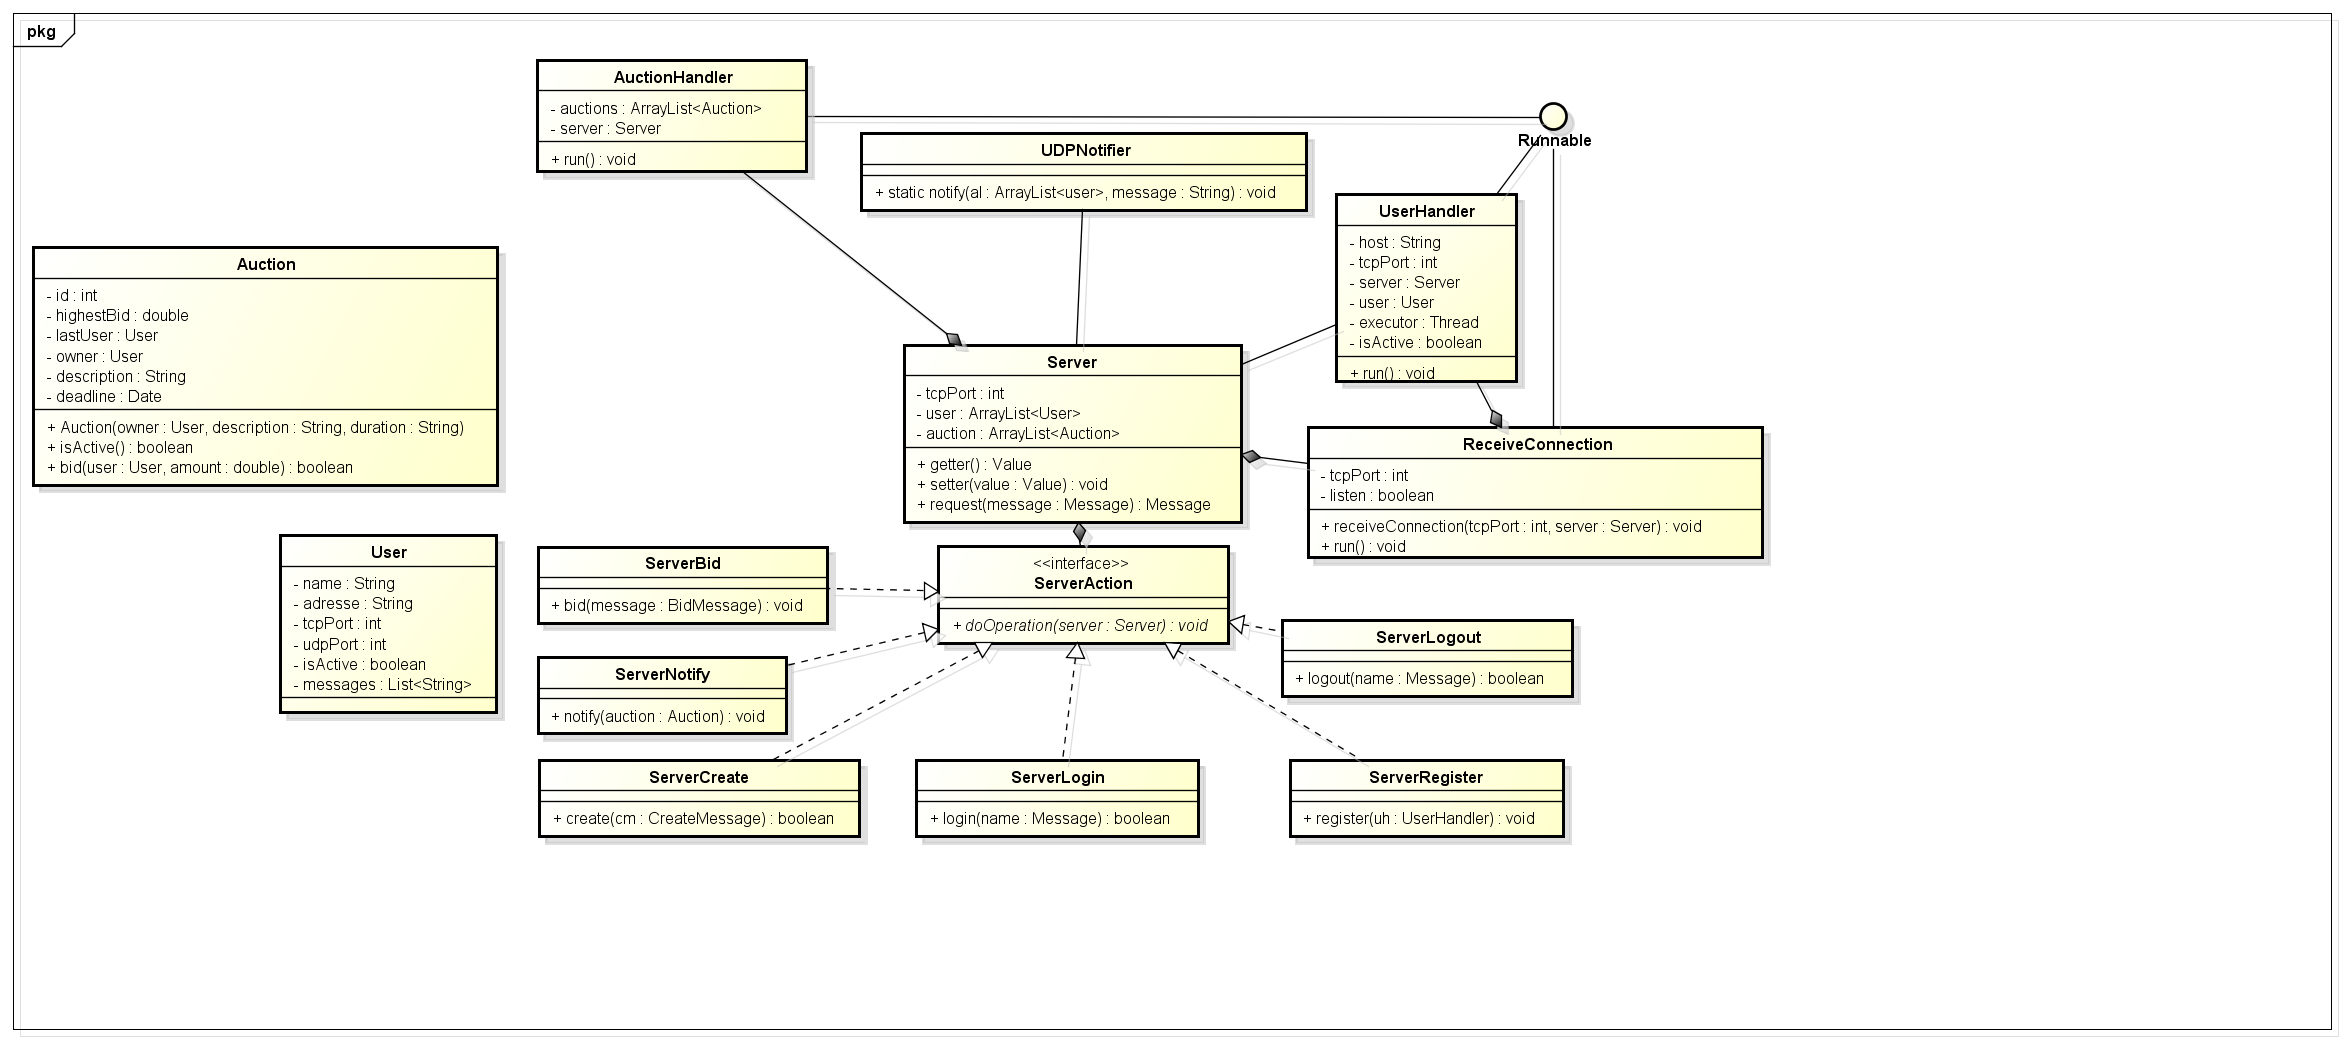 pkg
AuctionHandler
- auctions : ArrayList<Auction>
- server : Server
+ run() : void
Runnable
UDPNotifier
+ static notify(al : ArrayList<user>, message : String) : void
UserHandler
- host : String
- tcpPort : int
- server : Server
- user : User
- executor : Thread
- isActive : boolean
+ run() : void
Auction
- id : int
- highestBid : double
- lastUser : User
- owner : User
- description : String
- deadline : Date
+ Auction(owner : User, description : String, duration : String)
+ isActive() : boolean
+ bid(user : User, amount : double) : boolean
Server
- tcpPort : int
- user : ArrayList<User>
- auction : ArrayList<Auction>
+ getter() : Value
+ setter(value : Value) : void
+ request(message : Message) : Message
ReceiveConnection
- tcpPort : int
- listen : boolean
+ receiveConnection(tcpPort : int, server : Server) : void
+ run() : void
User
- name : String
- adresse : String
- tcpPort : int
- udpPort : int
- isActive : boolean
- messages : List<String>
ServerBid
+ bid(message : BidMessage) : void
<<interface>>
ServerAction
+ doOperation(server : Server) : void
ServerLogout
+ logout(name : Message) : boolean
ServerNotify
+ notify(auction : Auction) : void
ServerCreate
+ create(cm : CreateMessage) : boolean
ServerLogin
+ login(name : Message) : boolean
ServerRegister
+ register(uh : UserHandler) : void